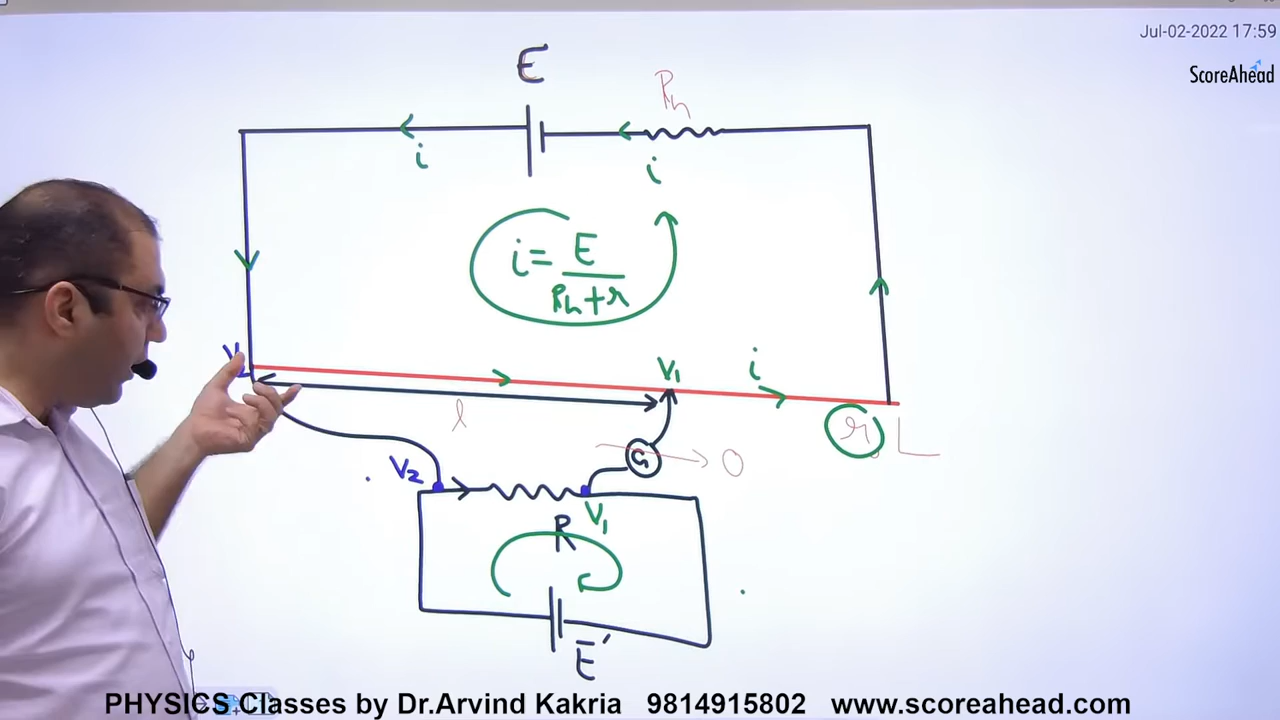 Jul-02-2022 17:59
ScoreAhead
E
Rh
i
i
i = E / Rh+r
V₁
i
l
r
L
G
O
V₂
V₁
R
E′
PHYSICS Classes by Dr.Arvind Kakria 9814915802 www.scoreahead.com